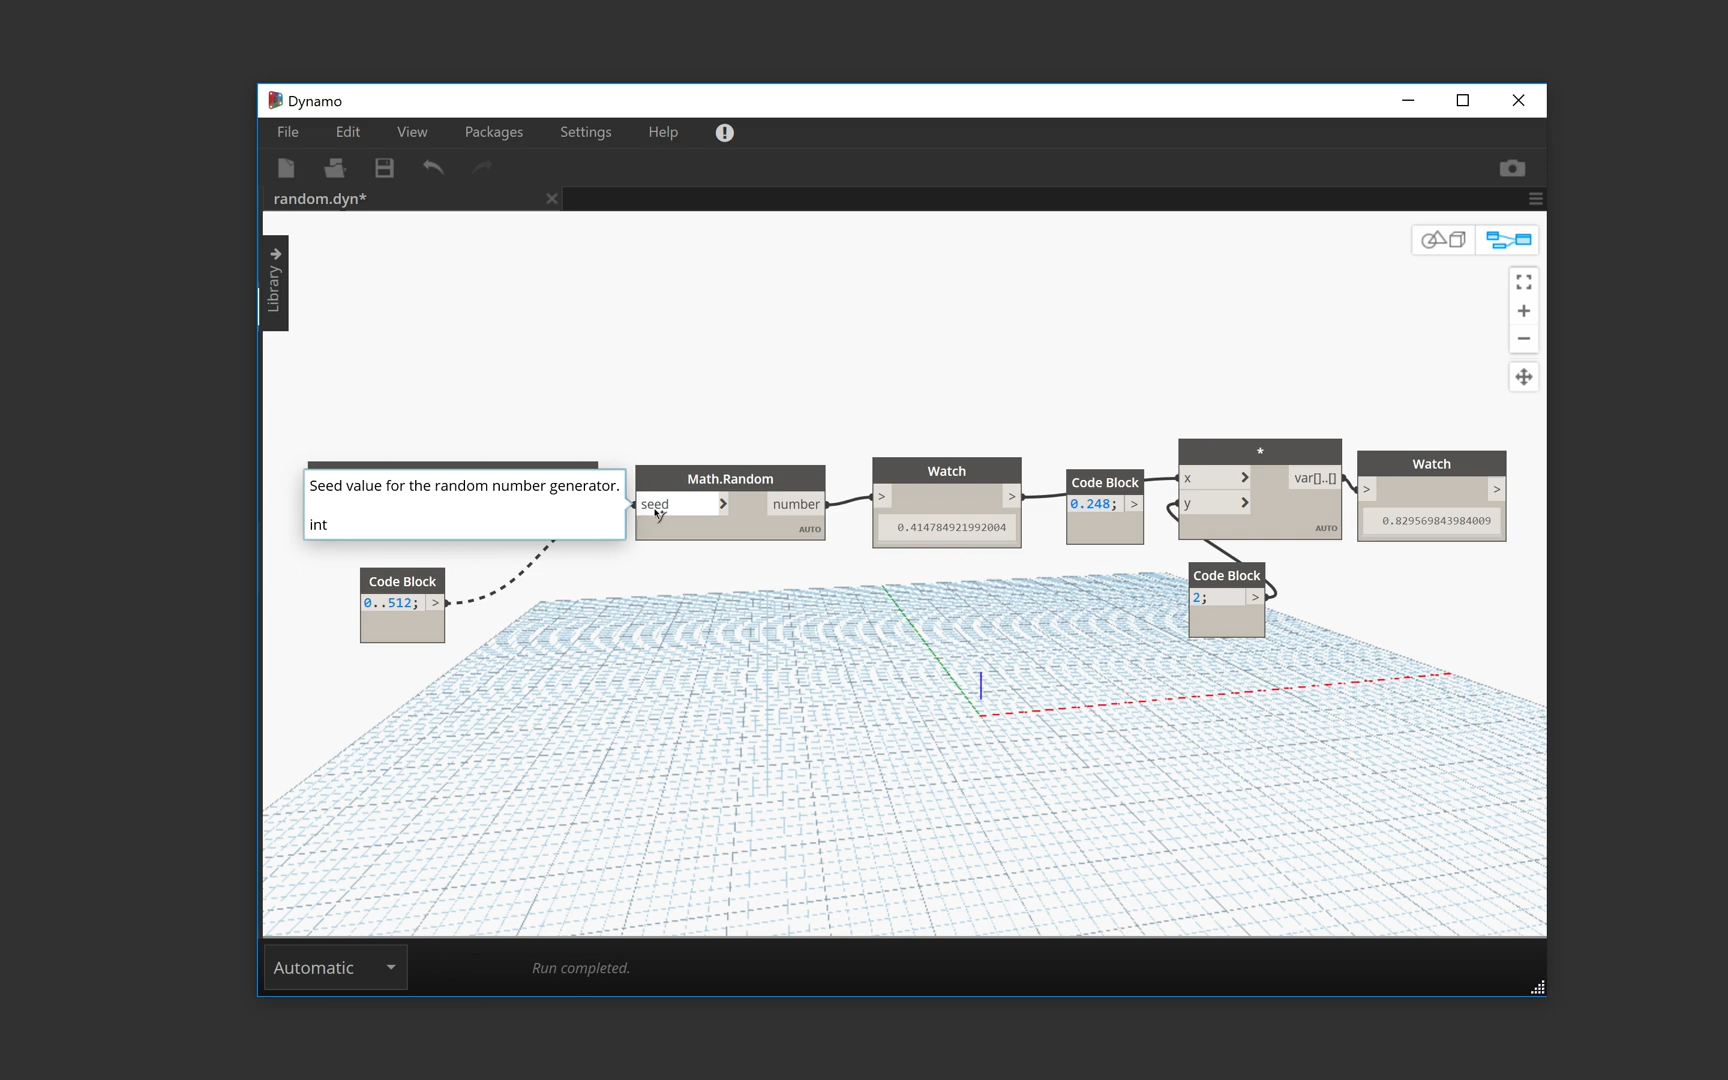 Dynamo
File Edit View Packages Settings Help
random.dyn*
Library
Seed value for the random number generator.
int
Math.Random
seed > number
AUTO
Watch
> >
0.414784921992004
Code Block
0.248; >
*
x > var[]..[]
y >
AUTO
Watch
> >
0.829569843984009
Code Block
0..512; >
Code Block
2; >
Automatic
Run completed.